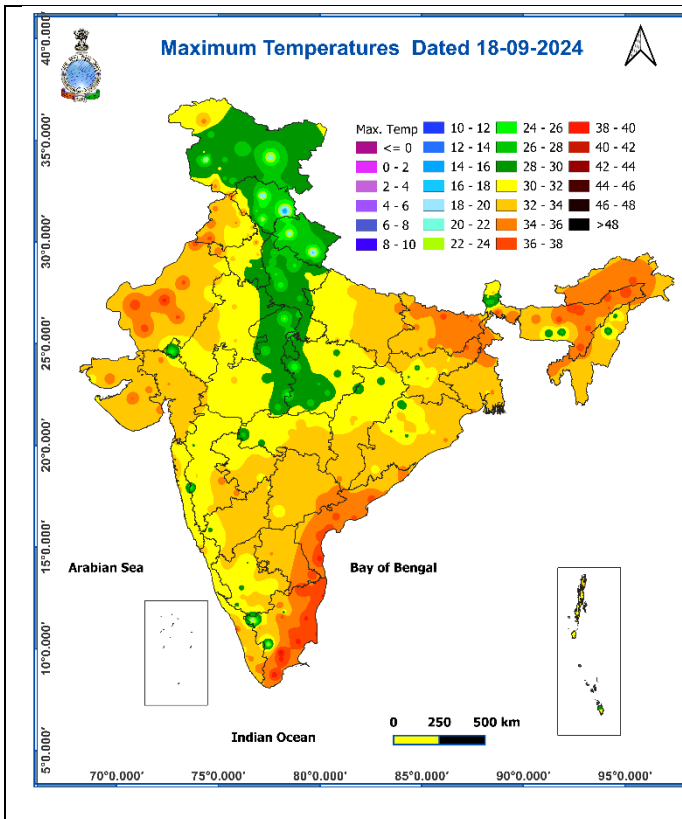 Maximum Temperatures Dated 18-09-2024
Max. Temp
<= 0
0 - 2
2 - 4
4 - 6
6 - 8
8 - 10
10 - 12
12 - 14
14 - 16
16 - 18
18 - 20
20 - 22
22 - 24
24 - 26
26 - 28
28 - 30
30 - 32
32 - 34
34 - 36
36 - 38
38 - 40
40 - 42
42 - 44
44 - 46
46 - 48
>48
40°0.000'
35°0.000'
30°0.000'
25°0.000'
20°0.000'
15°0.000'
10°0.000'
5°0.000'
Arabian Sea
Bay of Bengal
Indian Ocean
0 250 500 km
70°0.000' 75°0.000' 80°0.000' 85°0.000' 90°0.000' 95°0.000'